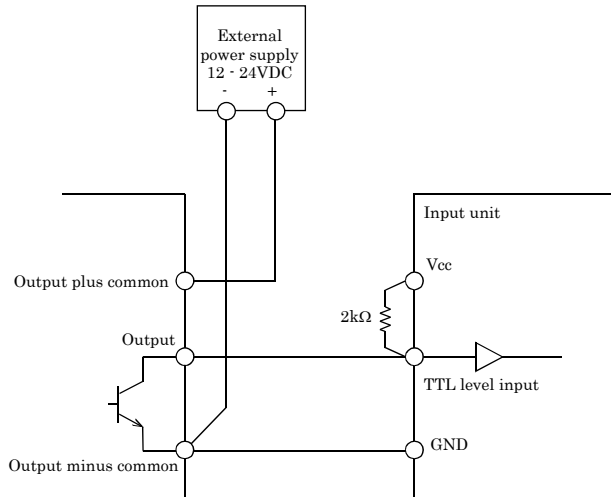 External
power supply
12 - 24VDC
- +
Input unit
Vcc
Output plus common
2kΩ
Output
TTL level input
GND
Output minus common